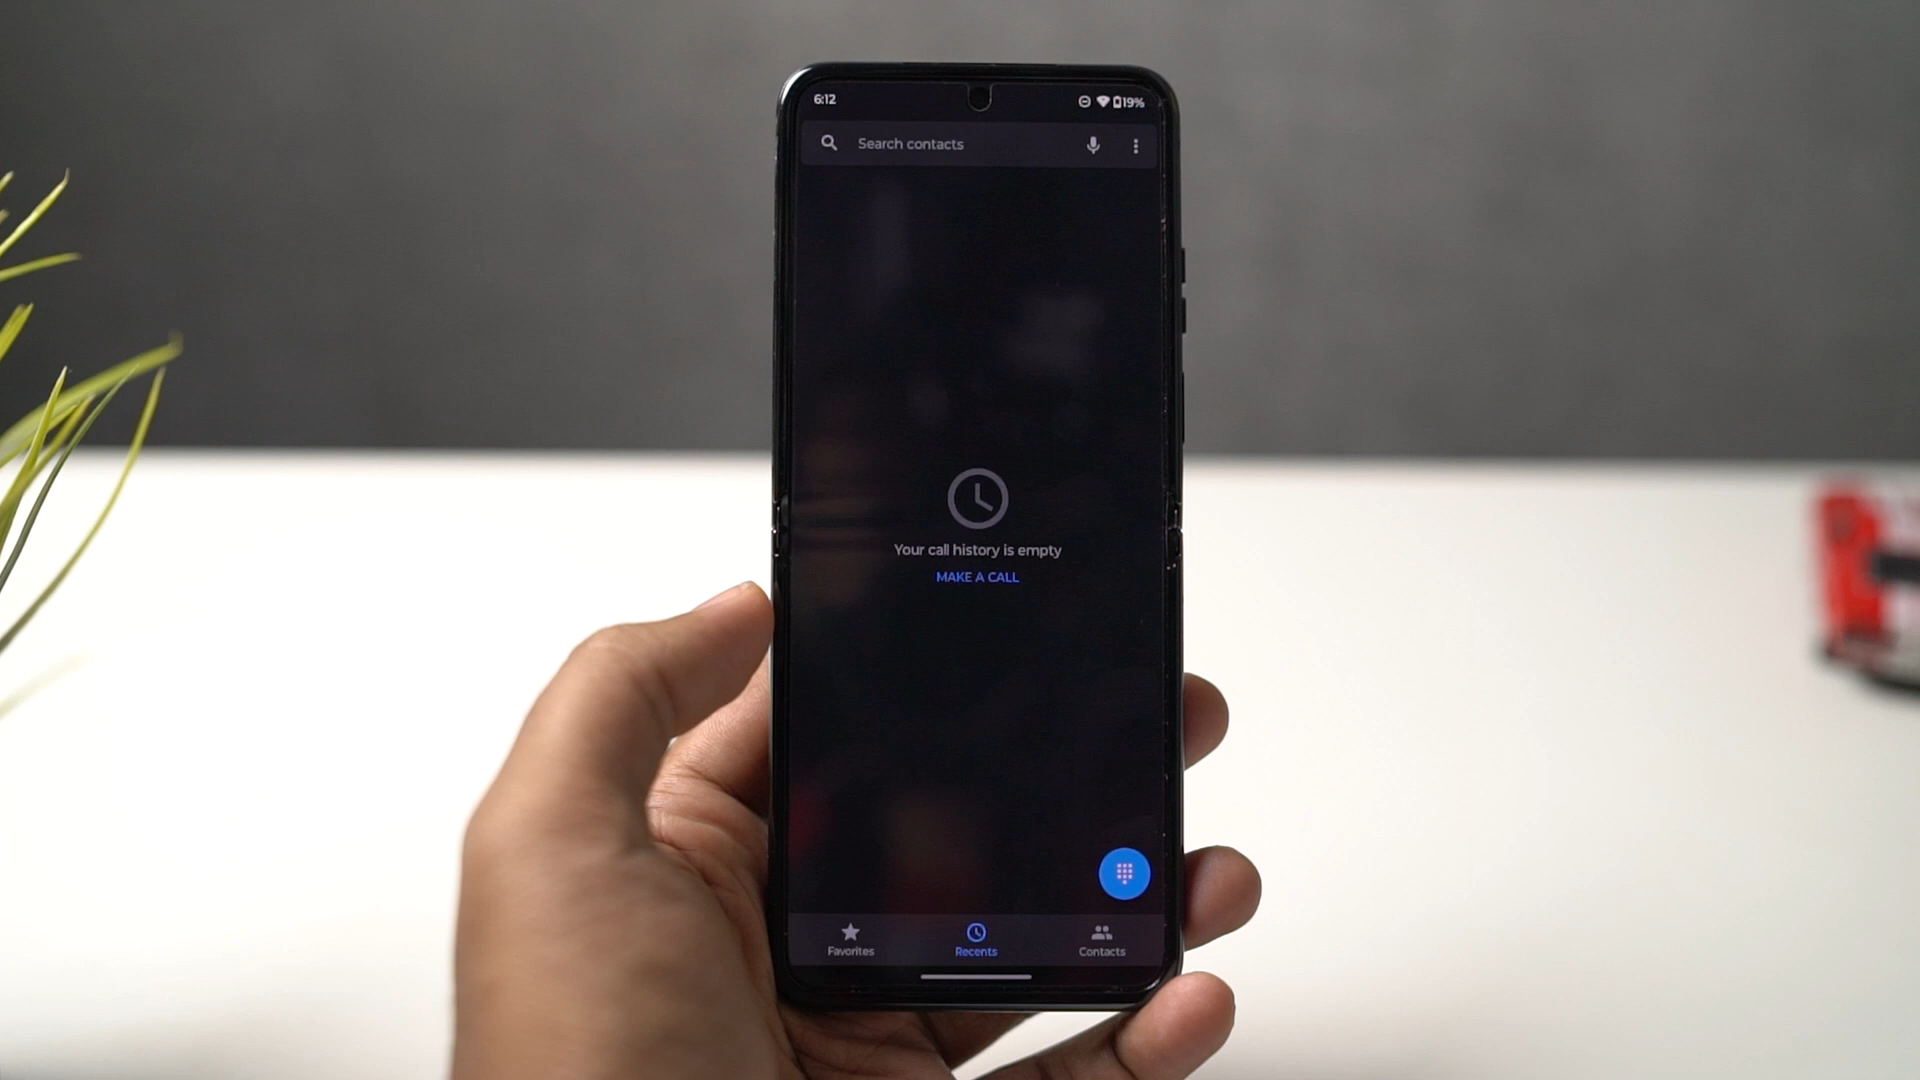 6:12
19%
Search contacts
Your call history is empty
MAKE A CALL
Favorites
Recents
Contacts